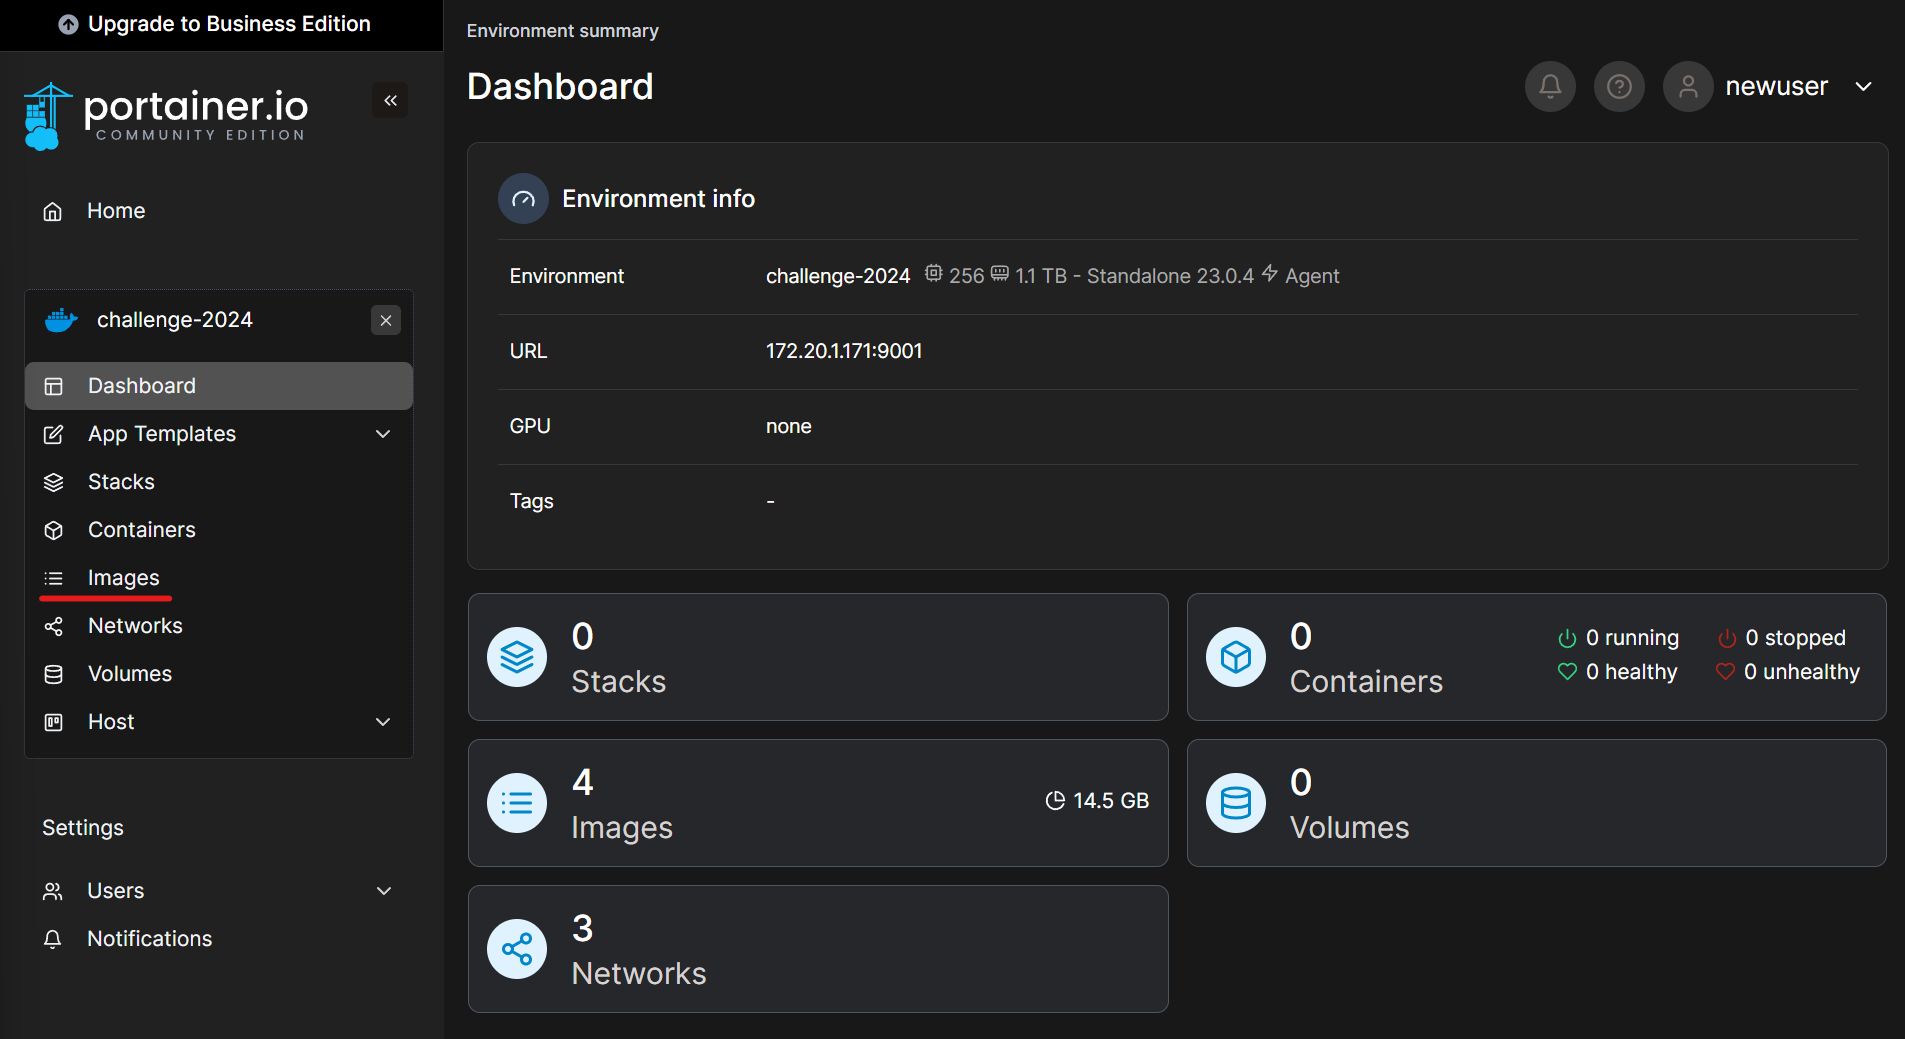 Upgrade to Business Edition
portainer.io
COMMUNITY EDITION
Home
challenge-2024
Dashboard
App Templates
Stacks
Containers
Images
Networks
Volumes
Host
Settings
Users
Notifications
Environment summary
Dashboard
newuser
Environment info
Environment challenge-2024 256 1.1 TB - Standalone 23.0.4 Agent
URL 172.20.1.171:9001
GPU none
Tags -
0
Stacks
0
Containers
0 running 0 stopped
0 healthy 0 unhealthy
4
Images
14.5 GB
0
Volumes
3
Networks